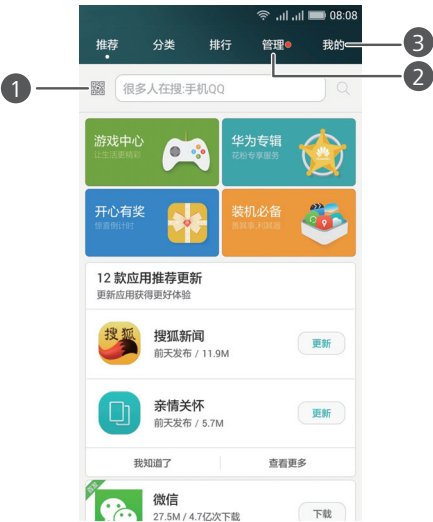 08:08
推荐 分类 排行 管理 我的
3
2
1
很多人在搜:手机QQ
游戏中心
让生活更精彩
华为专辑
花粉专享服务
开心有奖
惊喜倒计时
装机必备
12 款应用推荐更新
更新应用获得更好体验
搜狐
搜狐新闻
前天发布 / 11.9M
更新
亲情关怀
前天发布 / 5.7M
更新
我知道了
查看更多
微信
27.5M / 4.7亿次下载
下载